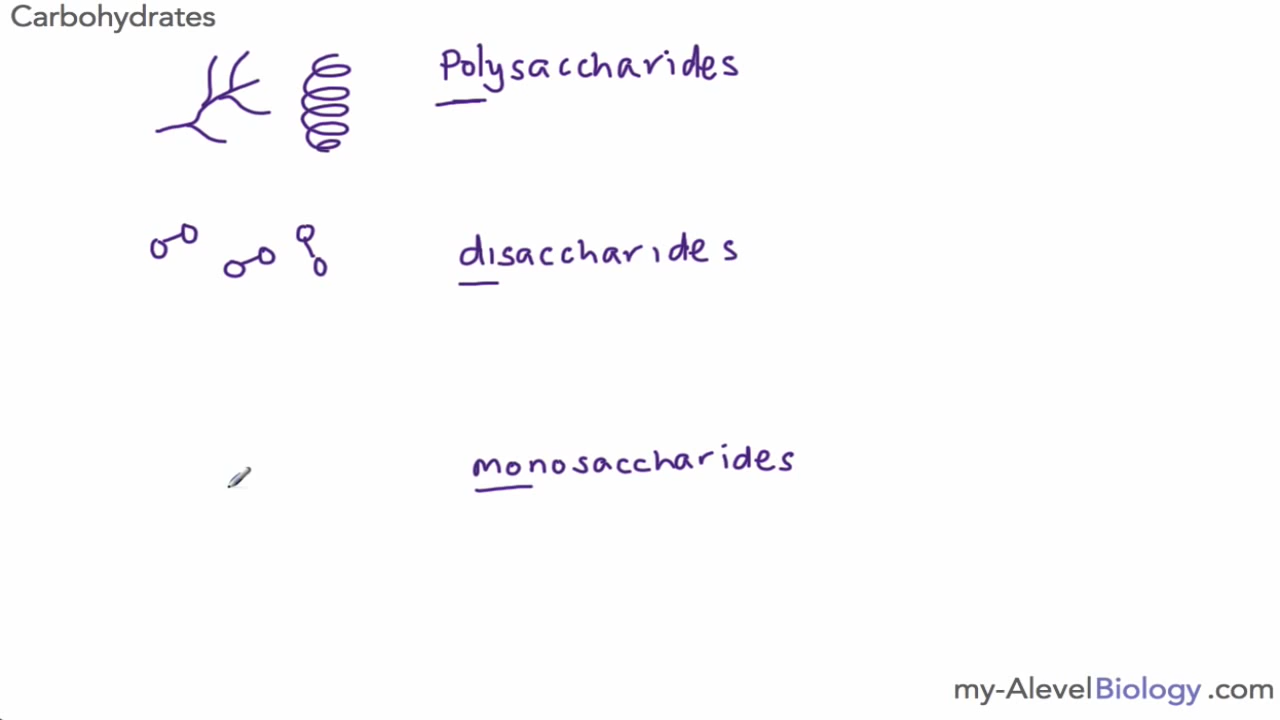 Carbohydrates
Polysaccharides
disaccharides
monosaccharides
my-AlevelBiology.com